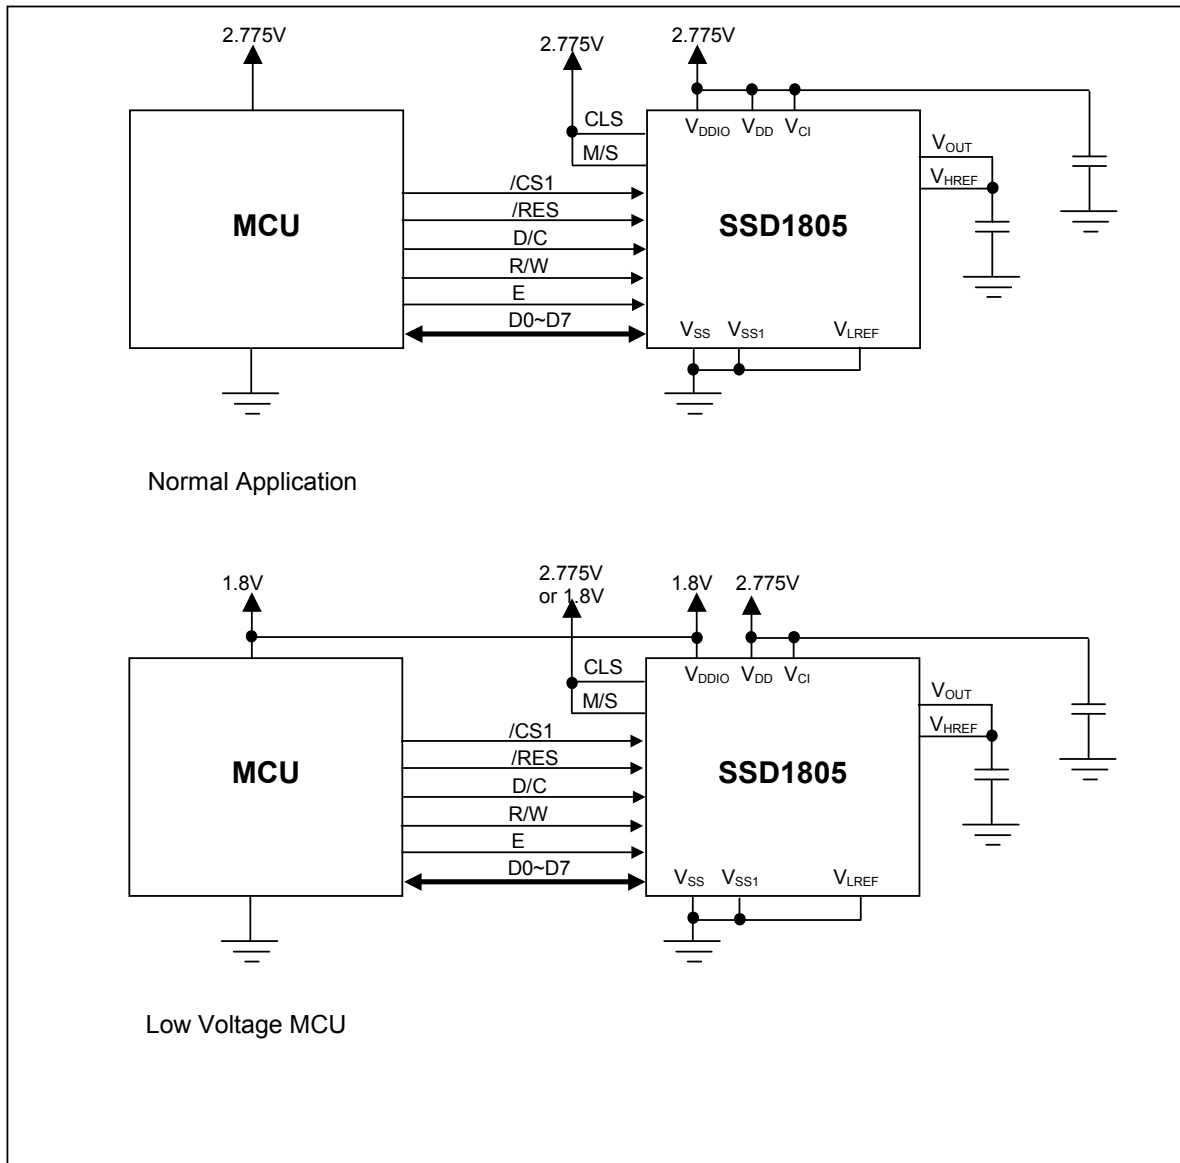 2.775V
2.775V
2.775V
CLS
M/S
VDDIO VDD VCI
VOUT
VHREF
/CS1
/RES
D/C
R/W
E
D0~D7
MCU
SSD1805
VSS VSS1 VLREF
Normal Application
1.8V
2.775V
or 1.8V
1.8V
2.775V
CLS
M/S
VDDIO VDD VCI
VOUT
VHREF
/CS1
/RES
D/C
R/W
E
D0~D7
MCU
SSD1805
VSS VSS1 VLREF
Low Voltage MCU